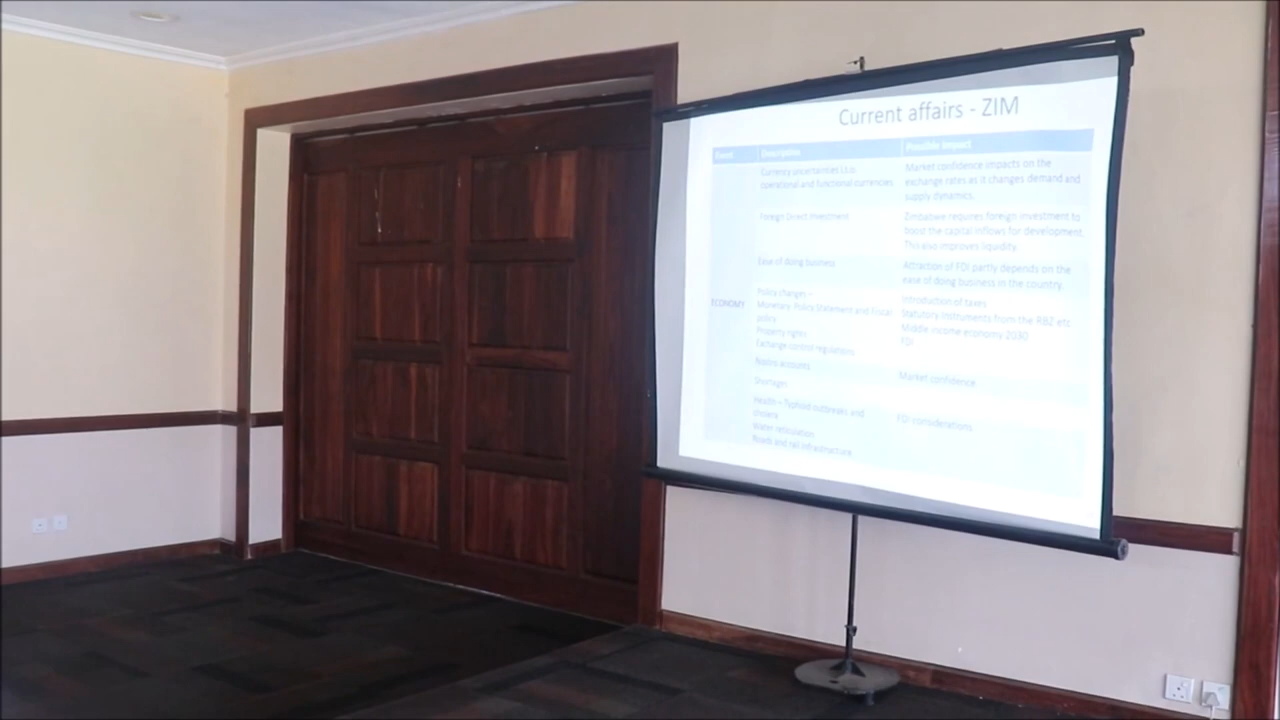 Current affairs - ZIM
Event
Description
Possible Impact
ECONOMY
Currency uncertainties i.t.o.
operational and functional currencies
Market confidence impacts on the
exchange rates as it changes demand and
supply dynamics.
Foreign Direct Investment
Zimbabwe requires foreign investment to
boost the capital inflows for development.
This also improves liquidity.
Ease of doing business
Attraction of FDI partly depends on the
ease of doing business in the country.
Policy changes –
Monetary Policy Statement and Fiscal
policy
Property rights
Exchange control regulations
Introduction of taxes
Statutory Instruments from the RBZ etc
Middle income economy 2030
FDI
Nostro accounts
Market confidence
Shortages
Health – Typhoid outbreaks and
cholera
Water reticulation
Roads and rail infrastructure
FDI considerations